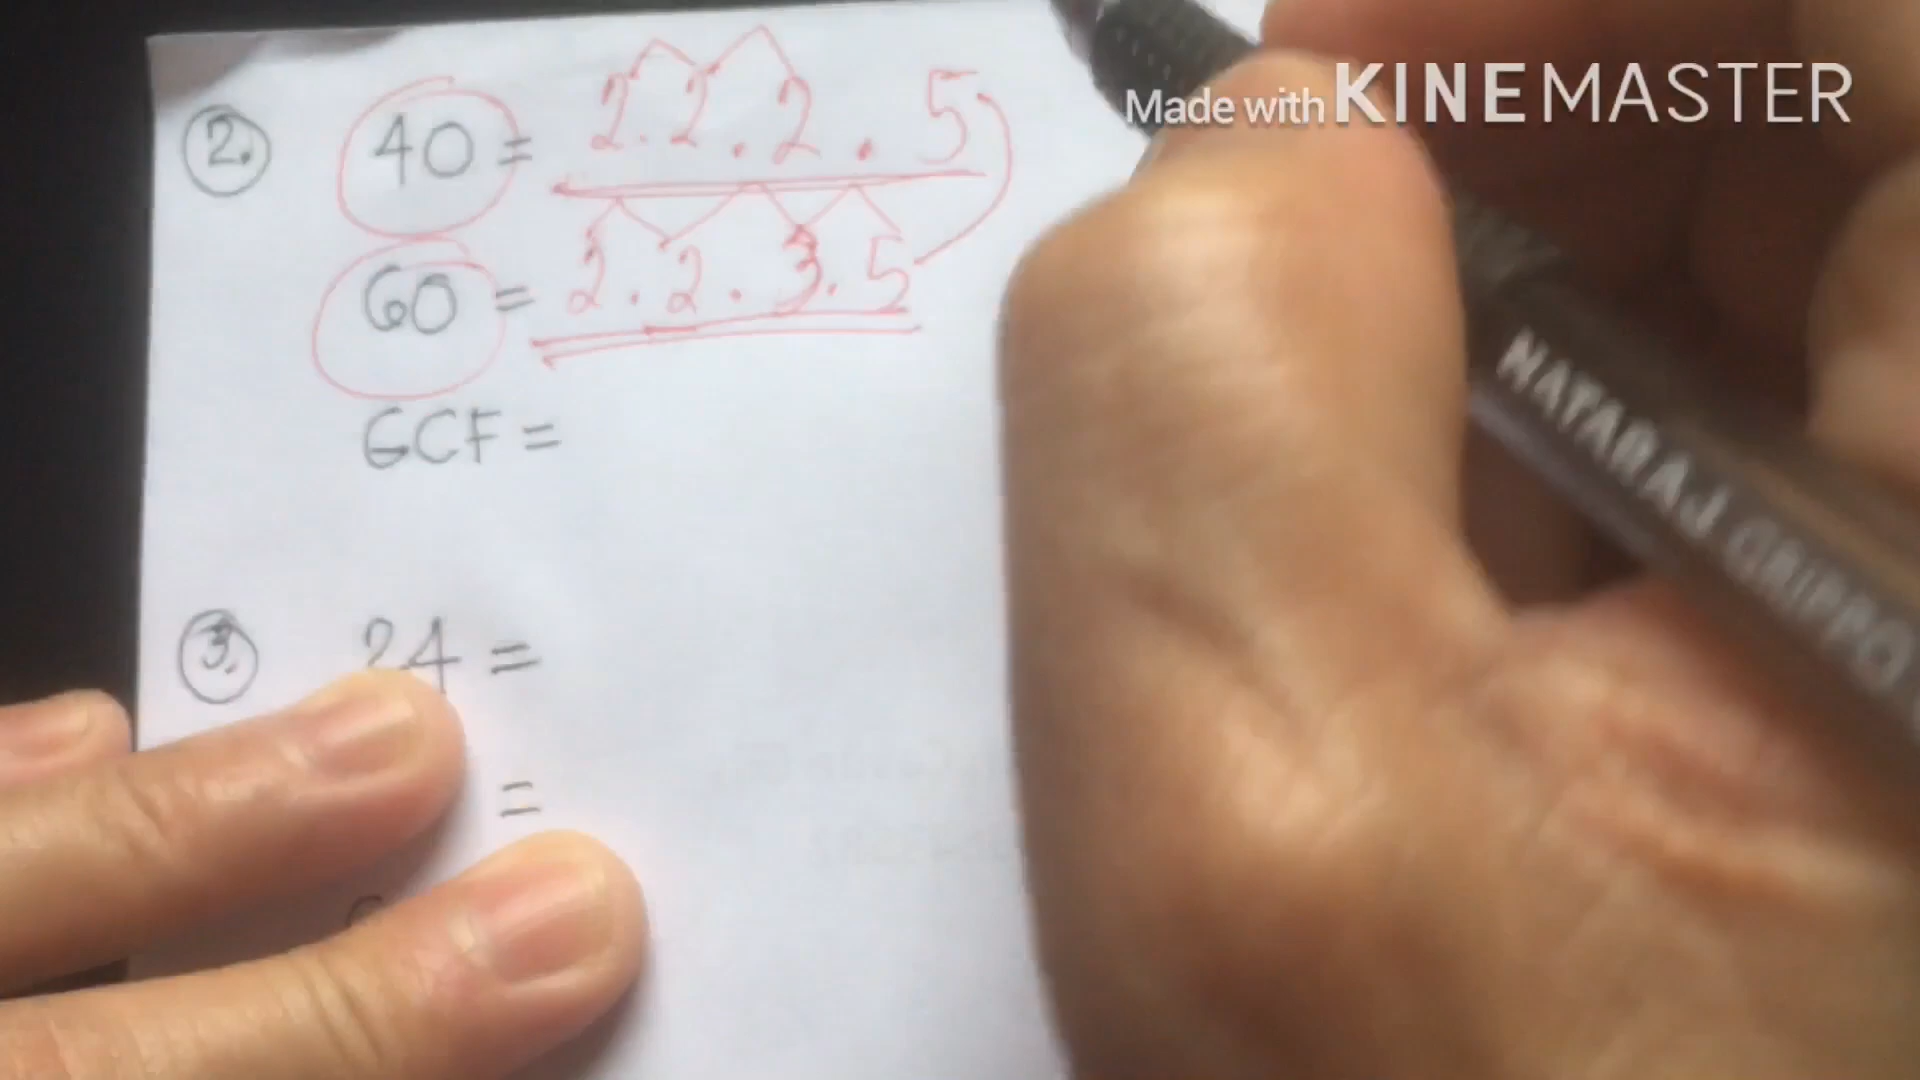 Made with KINEMASTER
2. 40 = 2.2.2.5
60 = 2.2.3.5
GCF =
3. 24 =
=
NATARAJ GRIPPO